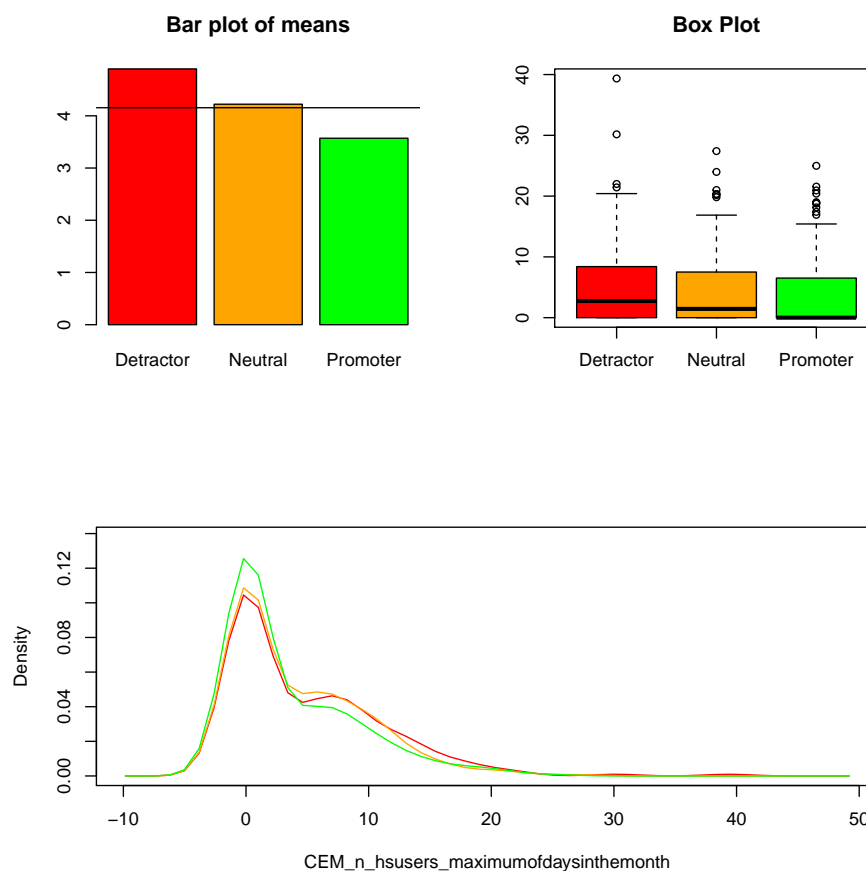 Bar plot of means
4
3
2
1
0
Detractor Neutral Promoter
Box Plot
40
30
20
10
0
Detractor Neutral Promoter
Density
0.12
0.08
0.04
0.00
−10 0 10 20 30 40 50
CEM_n_hsusers_maximumofdaysinthemonth